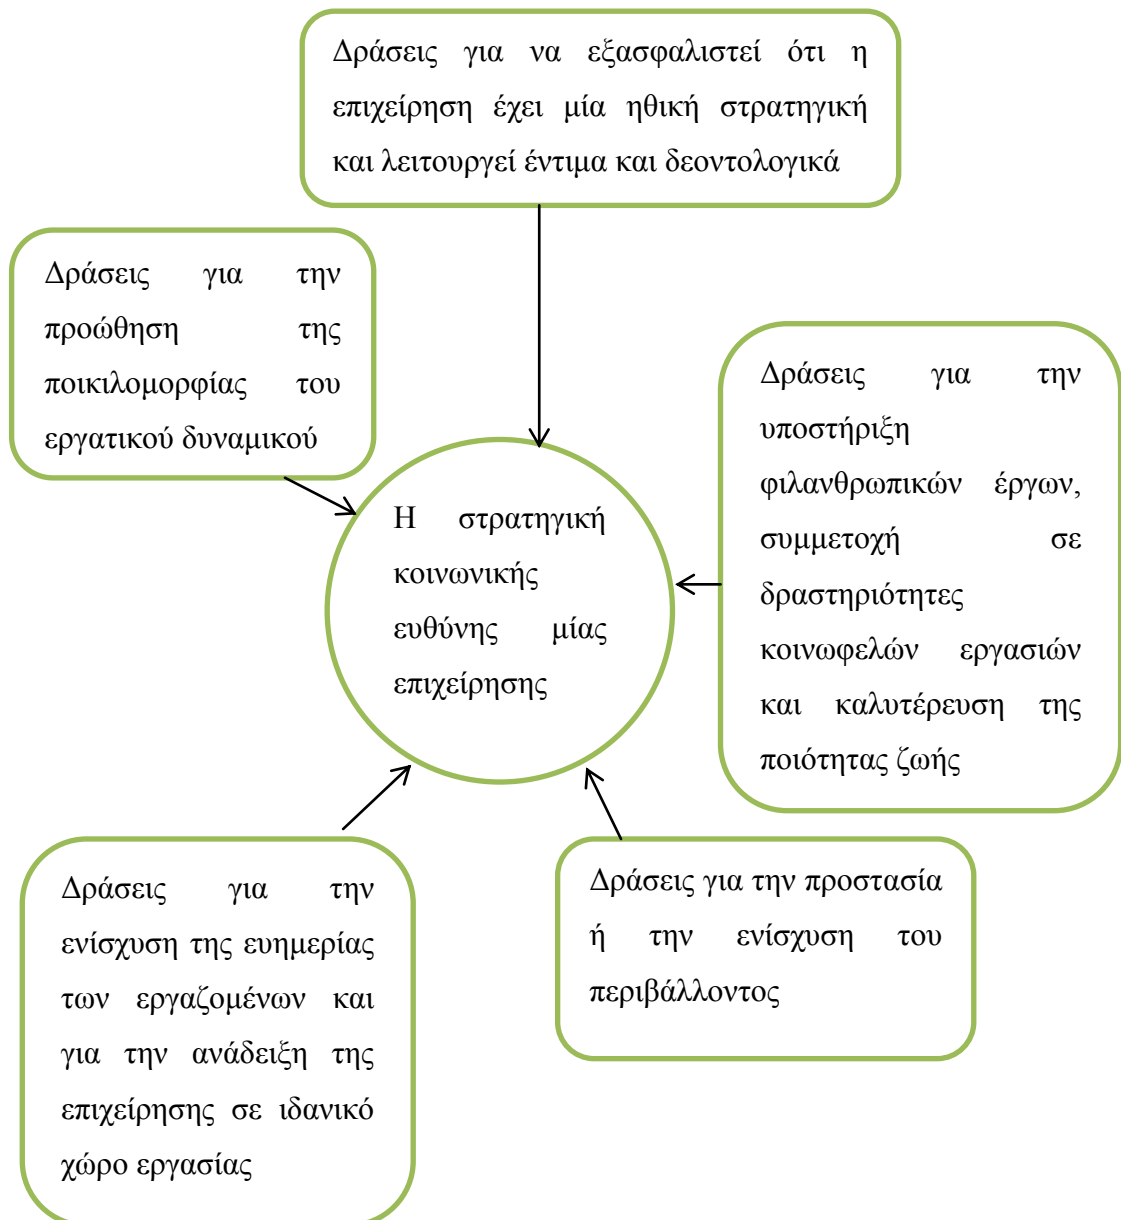 Δράσεις για να εξασφαλιστεί ότι η
επιχείρηση έχει μία ηθική στρατηγική
και λειτουργεί έντιμα και δεοντολογικά
Δράσεις για την
προώθηση της
ποικιλομορφίας του
εργατικού δυναμικού
Δράσεις για την
υποστήριξη
φιλανθρωπικών έργων,
συμμετοχή σε
δραστηριότητες
κοινωφελών εργασιών
και καλυτέρευση της
ποιότητας ζωής
Η στρατηγική
κοινωνικής
ευθύνης μίας
επιχείρησης
Δράσεις για την
ενίσχυση της ευημερίας
των εργαζομένων και
για την ανάδειξη της
επιχείρησης σε ιδανικό
χώρο εργασίας
Δράσεις για την προστασία
ή την ενίσχυση του
περιβάλλοντος